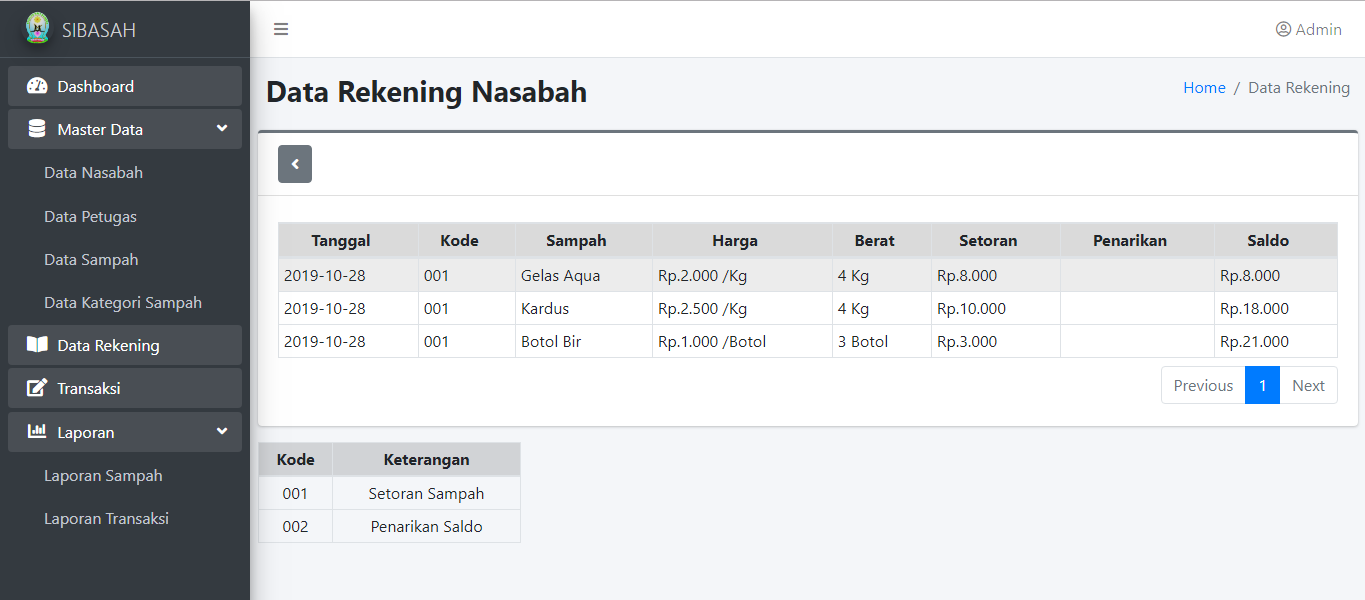 SIBASAH
Admin
Dashboard
Master Data
Data Nasabah
Data Petugas
Data Sampah
Data Kategori Sampah
Data Rekening
Transaksi
Laporan
Laporan Sampah
Laporan Transaksi
Data Rekening Nasabah
Home / Data Rekening
Tanggal Kode Sampah Harga Berat Setoran Penarikan Saldo
2019-10-28 001 Gelas Aqua Rp.2.000 /Kg 4 Kg Rp.8.000 Rp.8.000
2019-10-28 001 Kardus Rp.2.500 /Kg 4 Kg Rp.10.000 Rp.18.000
2019-10-28 001 Botol Bir Rp.1.000 /Botol 3 Botol Rp.3.000 Rp.21.000
Previous 1 Next
Kode Keterangan
001 Setoran Sampah
002 Penarikan Saldo